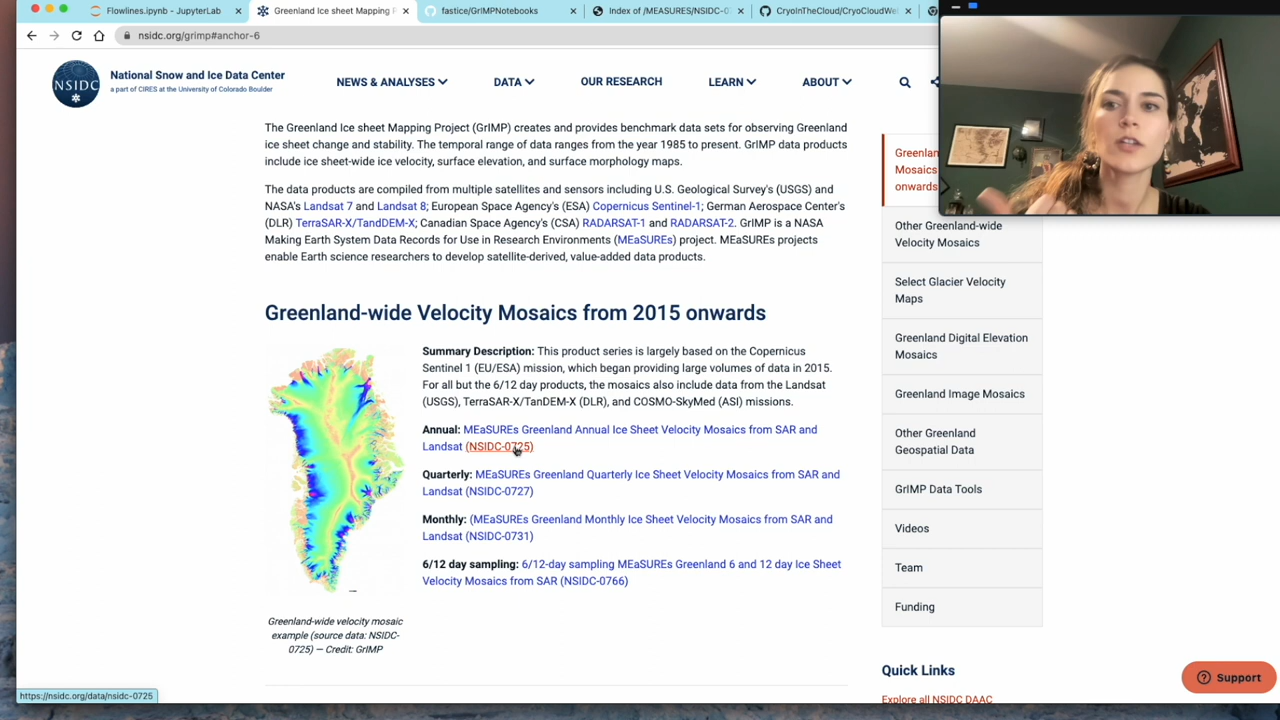 Flowlines.ipynb - JupyterLab
Greenland Ice sheet Mapping P
fastice/GrIMPNotebooks
Index of /MEASURES/NSIDC-0
CryoInTheCloud/CryoCloudWe
nsidc.org/grimp#anchor-6
NSIDC
National Snow and Ice Data Center
a part of CIRES at the University of Colorado Boulder
NEWS & ANALYSES
DATA
OUR RESEARCH
LEARN
ABOUT
The Greenland Ice sheet Mapping Project (GrIMP) creates and provides benchmark data sets for observing Greenland
ice sheet change and stability. The temporal range of data ranges from the year 1985 to present. GrIMP data products
include ice sheet-wide ice velocity, surface elevation, and surface morphology maps.
The data products are compiled from multiple satellites and sensors including U.S. Geological Survey's (USGS) and
NASA's Landsat 7 and Landsat 8; European Space Agency's (ESA) Copernicus Sentinel-1; German Aerospace Center's
(DLR) TerraSAR-X/TandDEM-X; Canadian Space Agency's (CSA) RADARSAT-1 and RADARSAT-2. GrIMP is a NASA
Making Earth System Data Records for Use in Research Environments (MEaSUREs) project. MEaSUREs projects
enable Earth science researchers to develop satellite-derived, value-added data products.
Greenland-wide Velocity Mosaics from 2015 onwards
Summary Description: This product series is largely based on the Copernicus
Sentinel 1 (EU/ESA) mission, which began providing large volumes of data in 2015.
For all but the 6/12 day products, the mosaics also include data from the Landsat
(USGS), TerraSAR-X/TanDEM-X (DLR), and COSMO-SkyMed (ASI) missions.
Annual: MEaSUREs Greenland Annual Ice Sheet Velocity Mosaics from SAR and
Landsat (NSIDC-0725)
Quarterly: MEaSUREs Greenland Quarterly Ice Sheet Velocity Mosaics from SAR and
Landsat (NSIDC-0727)
Monthly: (MEaSUREs Greenland Monthly Ice Sheet Velocity Mosaics from SAR and
Landsat (NSIDC-0731)
6/12 day sampling: 6/12-day sampling MEaSUREs Greenland 6 and 12 day Ice Sheet
Velocity Mosaics from SAR (NSIDC-0766)
Greenland-wide velocity mosaic
example (source data: NSIDC-
0725) — Credit: GrIMP
Greenlan
Mosaics
onwards
Other Greenland-wide
Velocity Mosaics
Select Glacier Velocity
Maps
Greenland Digital Elevation
Mosaics
Greenland Image Mosaics
Other Greenland
Geospatial Data
GrIMP Data Tools
Videos
Team
Funding
Quick Links
Explore all NSIDC DAAC
Support
https://nsidc.org/data/nsidc-0725